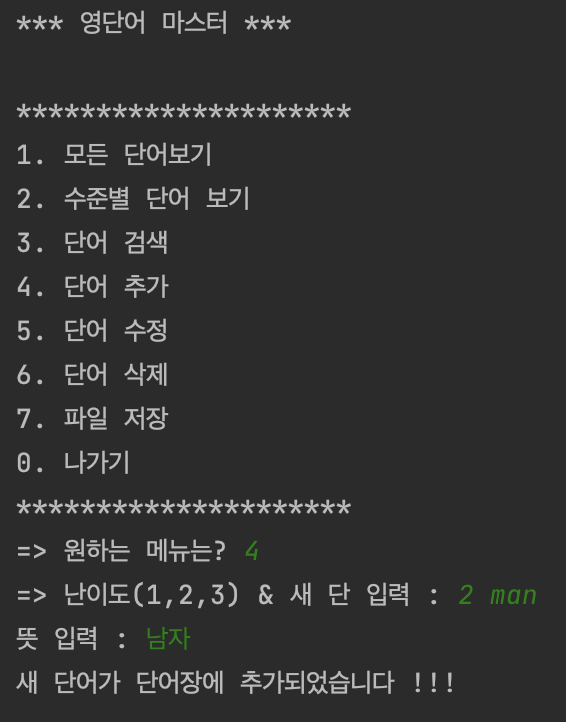 *** 영단어 마스터 ***
*********************
1. 모든 단어보기
2. 수준별 단어 보기
3. 단어 검색
4. 단어 추가
5. 단어 수정
6. 단어 삭제
7. 파일 저장
0. 나가기
*********************
=> 원하는 메뉴는? 4
=> 난이도(1,2,3) & 새 단 입력 : 2 man
뜻 입력 : 남자
새 단어가 단어장에 추가되었습니다 !!!